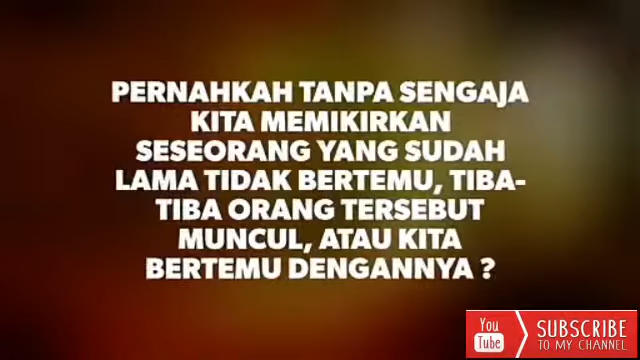 PERNAHKAH TANPA SENGAJA
KITA MEMIKIRKAN
SESEORANG YANG SUDAH
LAMA TIDAK BERTEMU, TIBA-
TIBA ORANG TERSEBUT
MUNCUL, ATAU KITA
BERTEMU DENGANNYA ?
You
Tube
SUBSCRIBE
TO MY CHANNEL